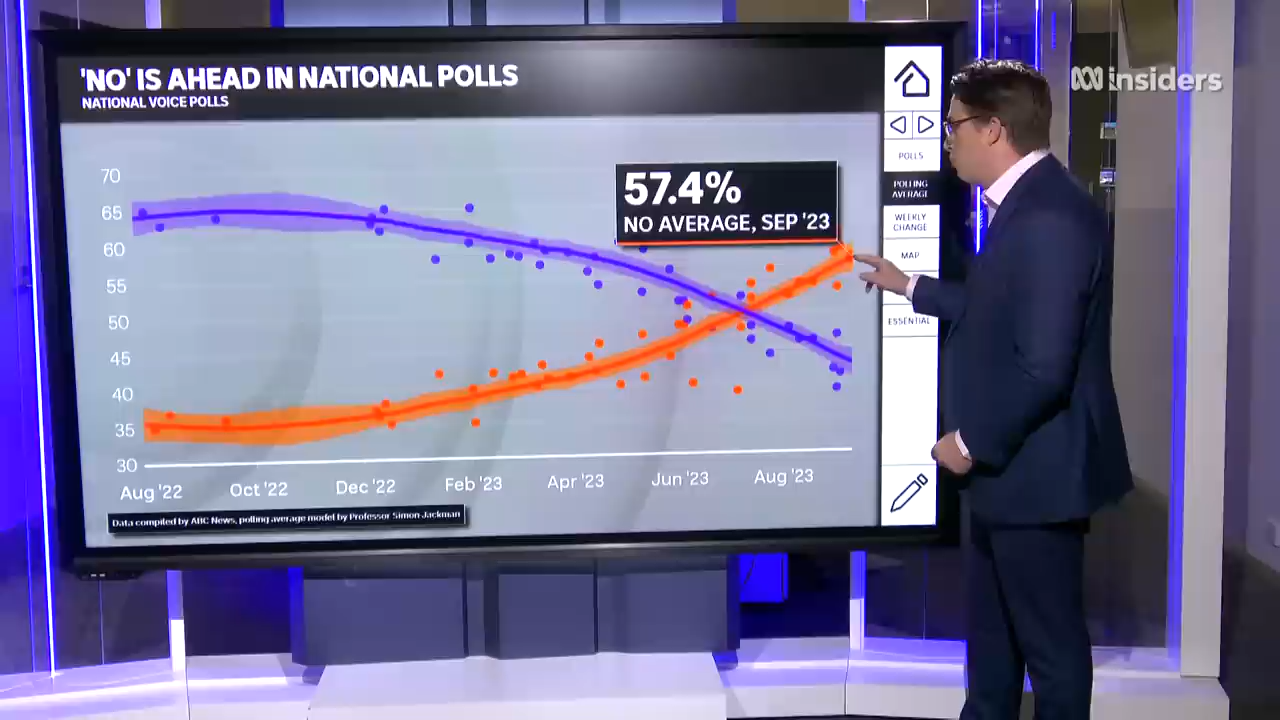 'NO' IS AHEAD IN NATIONAL POLLS
NATIONAL VOICE POLLS
57.4%
NO AVERAGE, SEP '23
70
65
60
55
50
45
40
35
30
Aug '22
Oct '22
Dec '22
Feb '23
Apr '23
Jun '23
Aug '23
Data compiled by ABC News, polling average model by Professor Simon Jackman
POLLS
POLLING
AVERAGE
WEEKLY
CHANGE
MAP
ESSENTIAL
insiders